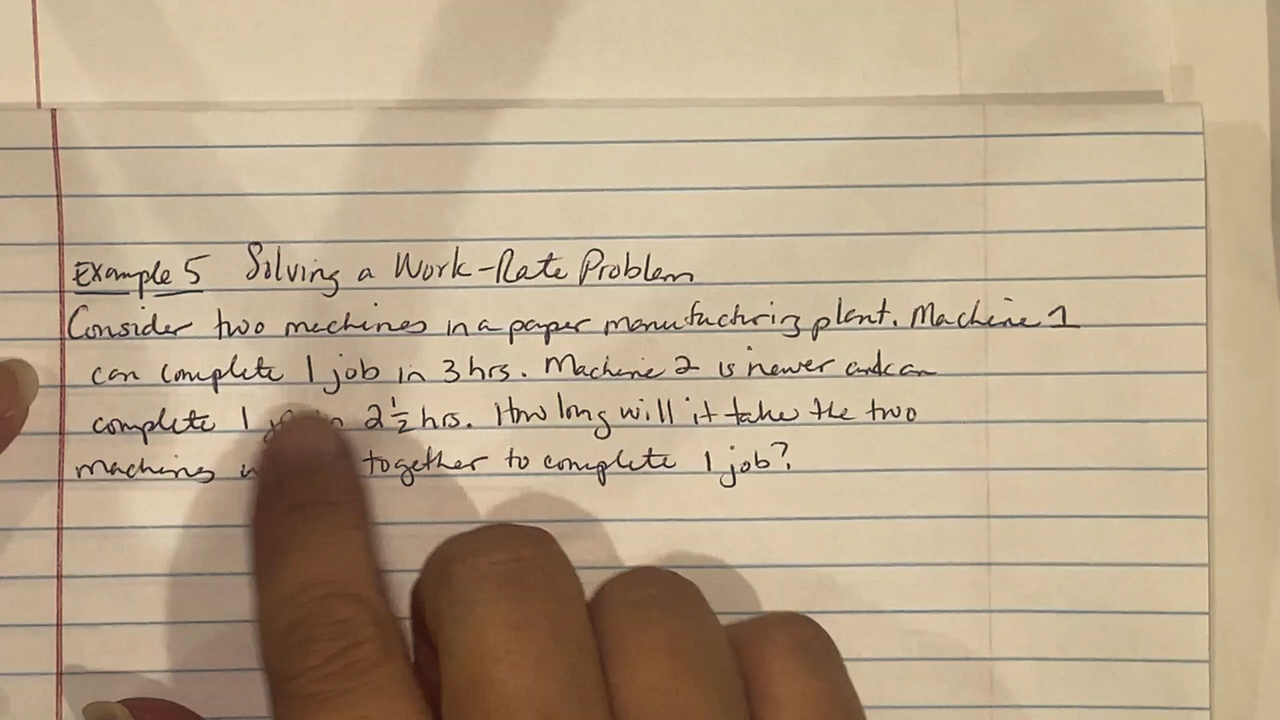 Example 5 Solving a Work-Rate Problem
Consider two machines in a paper manufacturing plant. Machine 1
can complete 1 job in 3 hrs. Machine 2 is newer and can
complete 1 2½ hrs. How long will it take the two
machines together to complete 1 job?